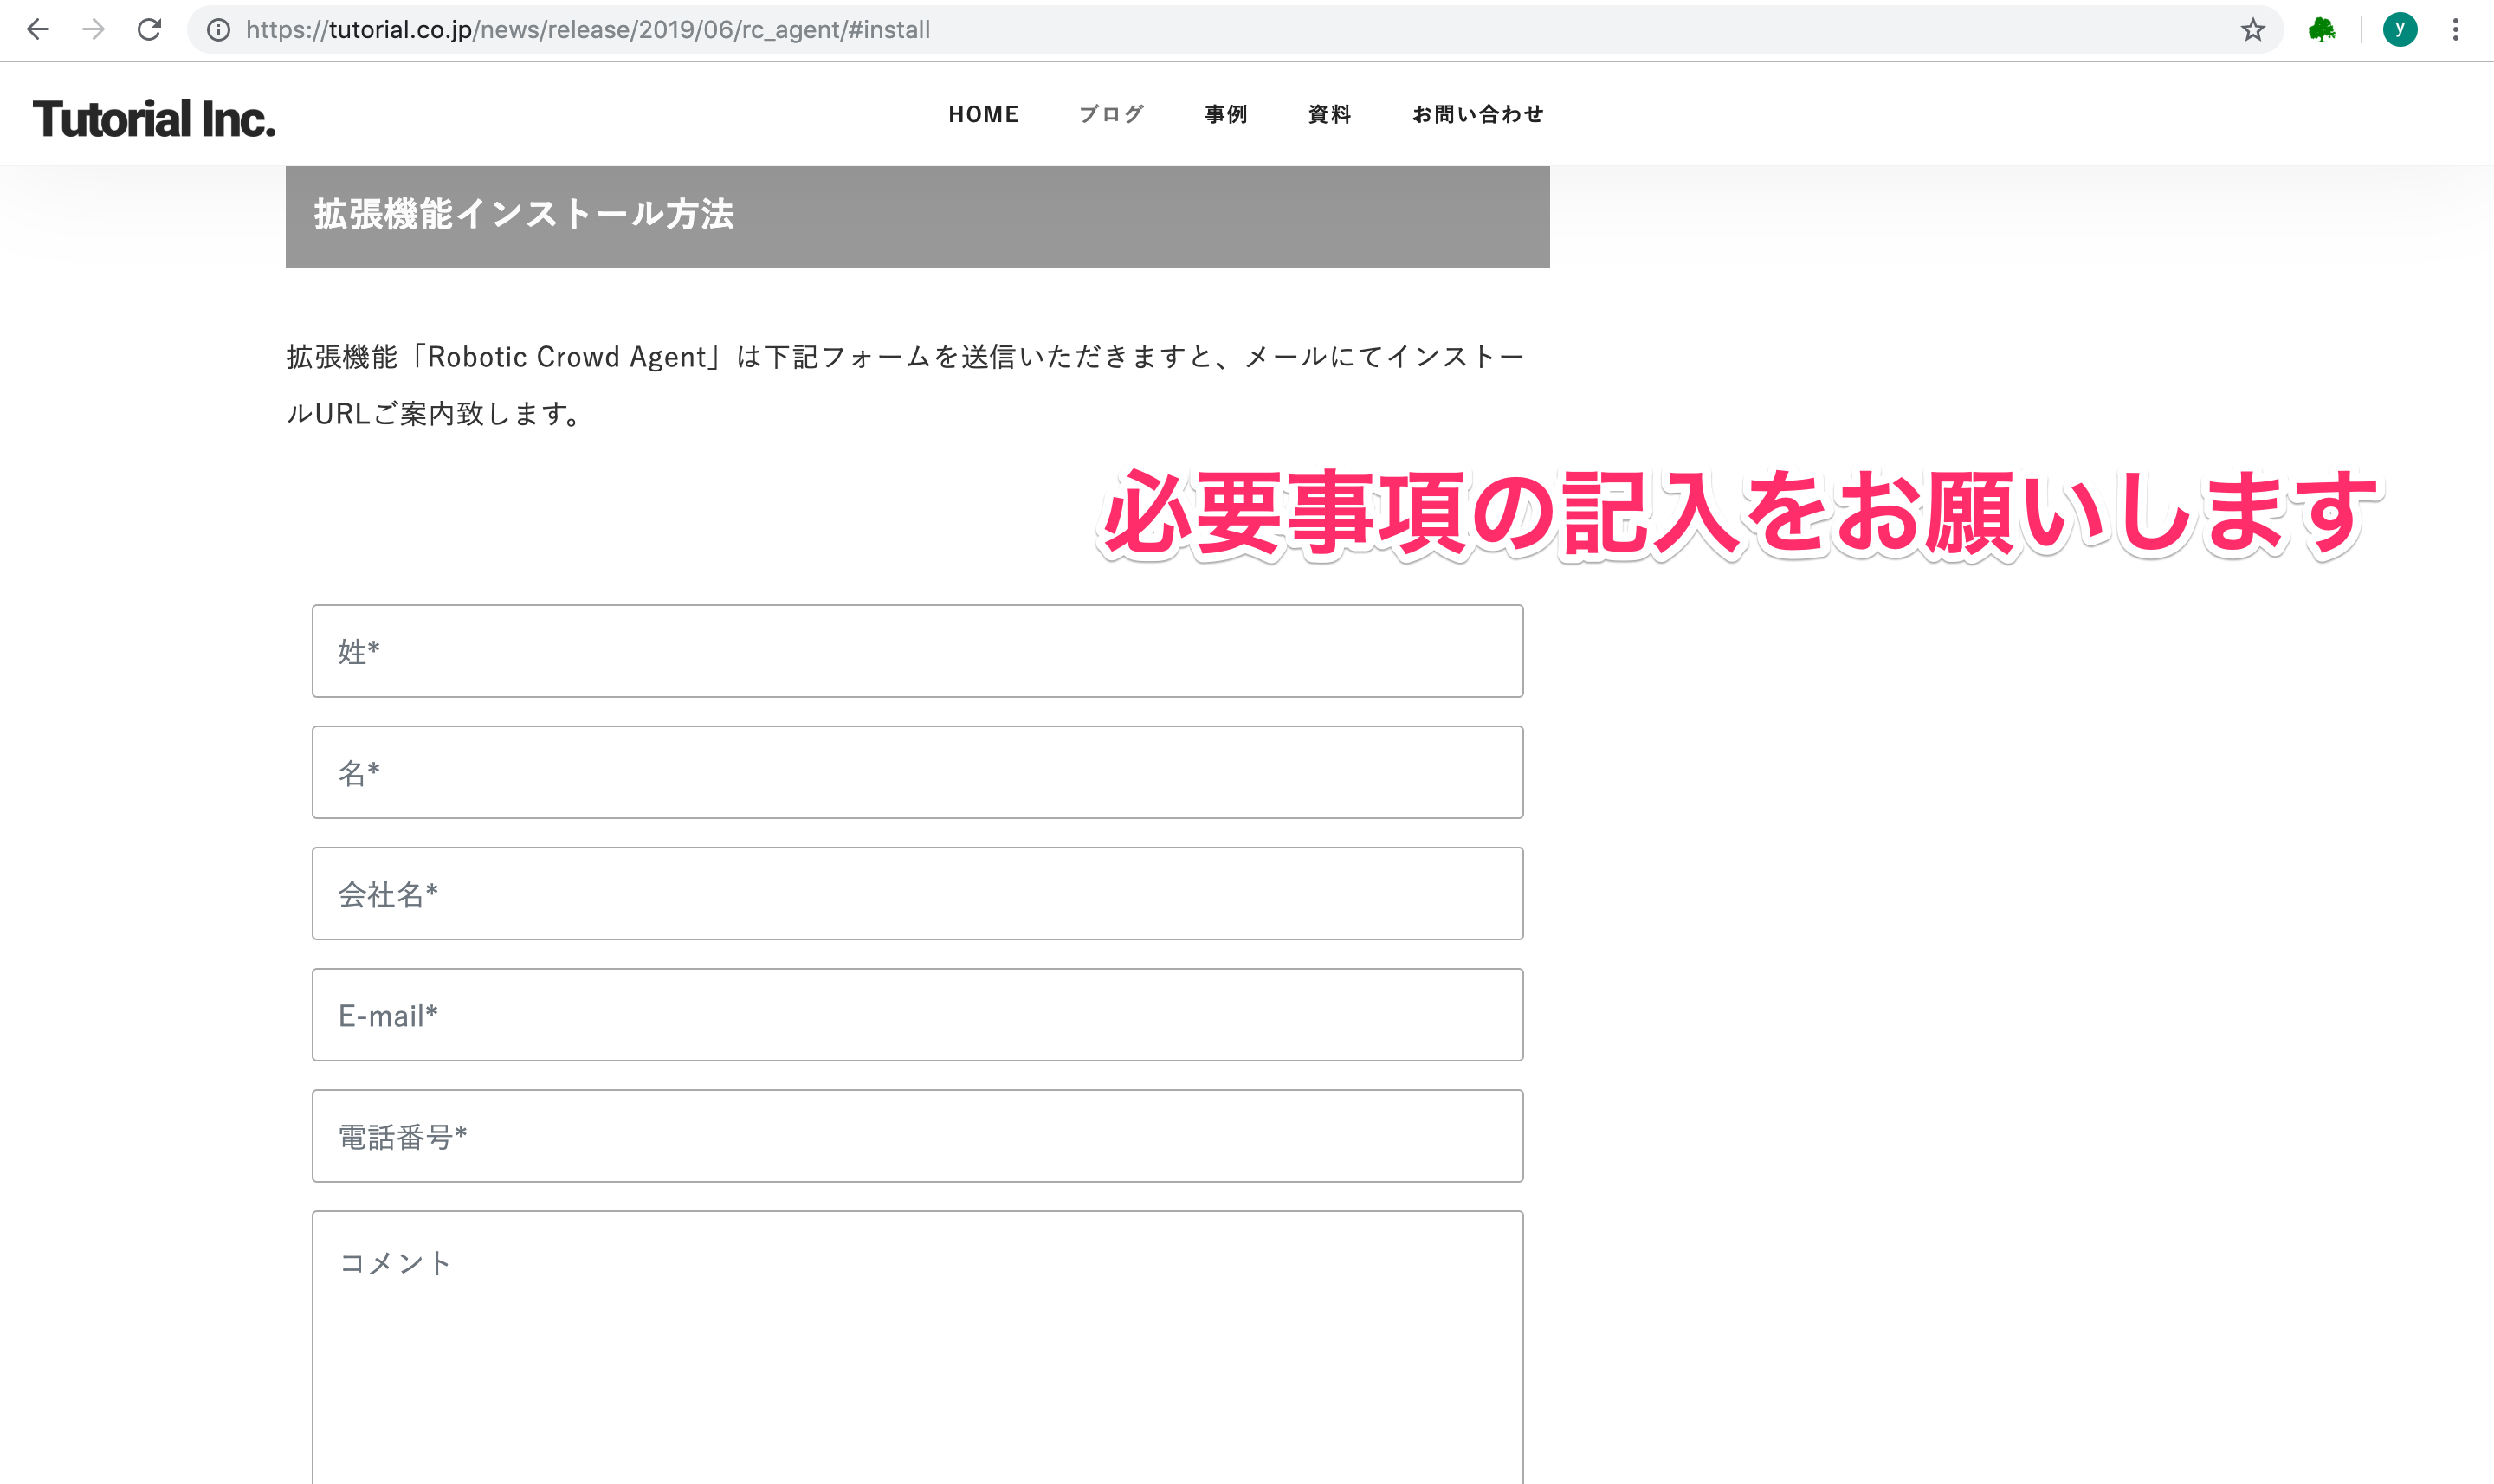 https://tutorial.co.jp/news/release/2019/06/rc_agent/#install
y
Tutorial Inc.
HOME ブログ 事例 資料 お問い合わせ
拡張機能インストール方法
拡張機能「Robotic Crowd Agent」は下記フォームを送信いただきますと、メールにてインストー
ルURLご案内致します。
必要事項の記入をお願いします
姓*
名*
会社名*
E-mail*
電話番号*
コメント